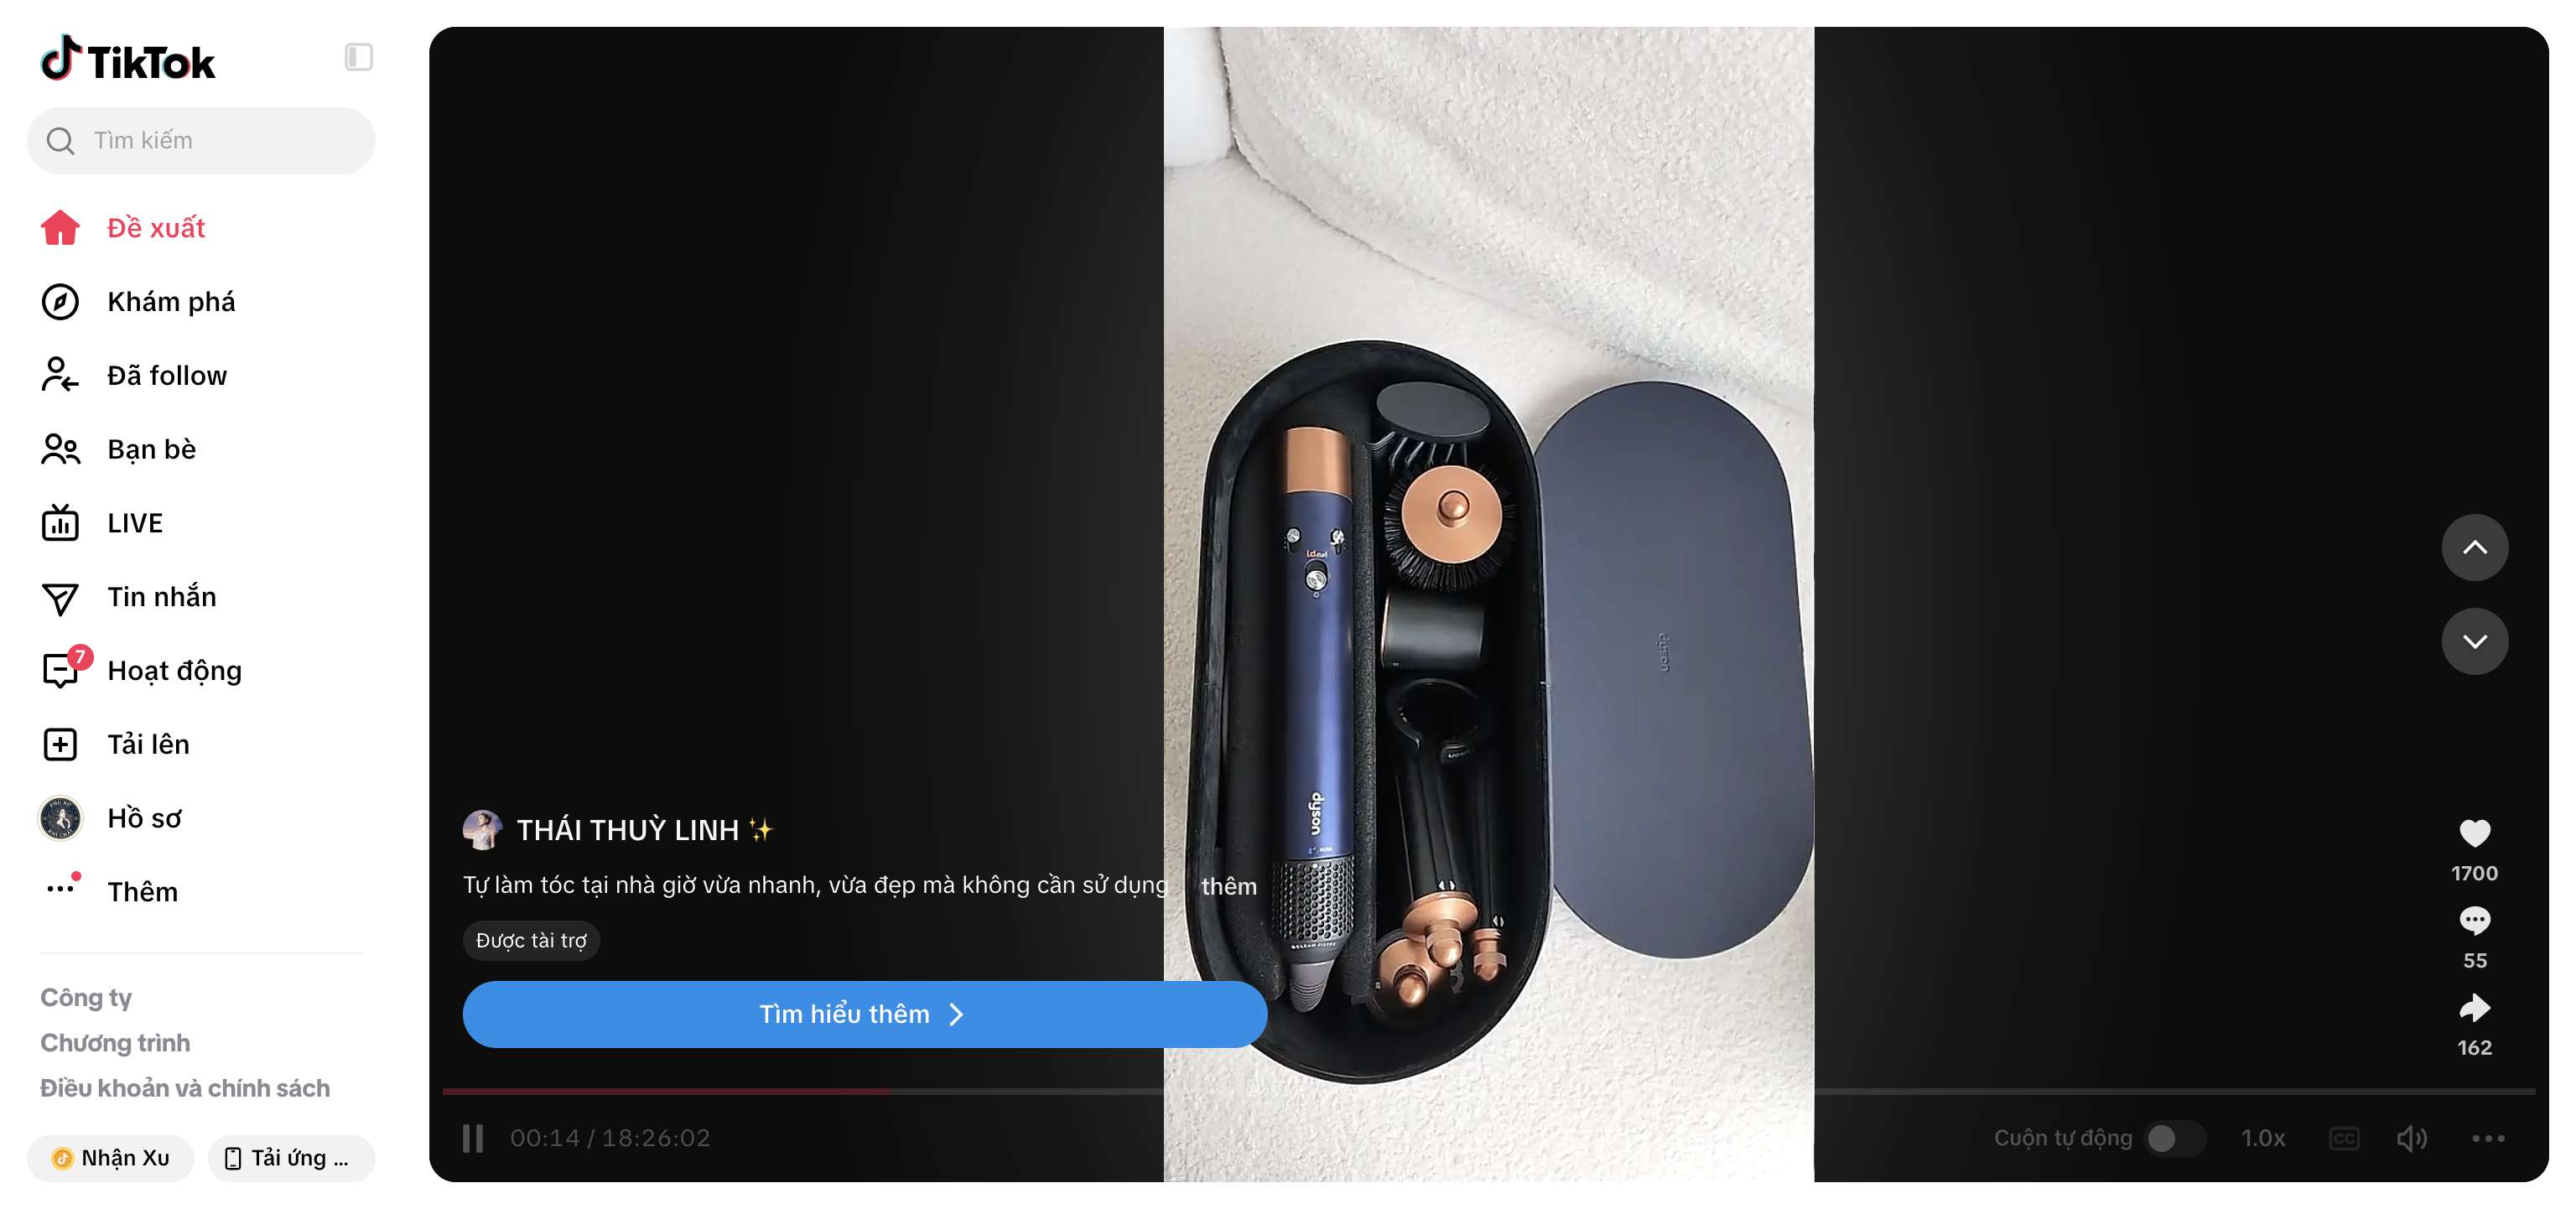 TikTok
Tìm kiếm
Đề xuất
Khám phá
Đã follow
Bạn bè
LIVE
Tin nhắn
7
Hoạt động
Tải lên
Hồ sơ
Thêm
Công ty
Chương trình
Điều khoản và chính sách
Nhận Xu
Tải ứng ...
dyson
dyson
THÁI THUỲ LINH ✨
Tự làm tóc tại nhà giờ vừa nhanh, vừa đẹp mà không cần sử dụng thêm
Được tài trợ
Tìm hiểu thêm
1700
55
162
00:14 / 18:26:02
Cuộn tự động
1.0x
CC